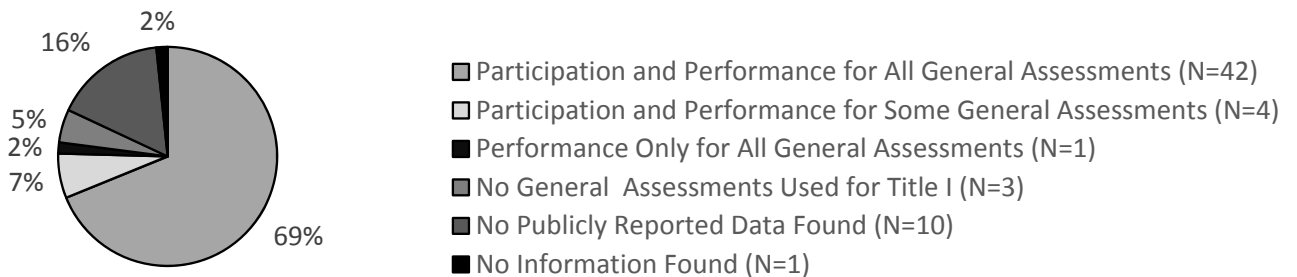 2%
16%
5%
2%
7%
69%
Participation and Performance for All General Assessments (N=42)
Participation and Performance for Some General Assessments (N=4)
Performance Only for All General Assessments (N=1)
No General  Assessments Used for Title I (N=3)
No Publicly Reported Data Found (N=10)
No Information Found (N=1)